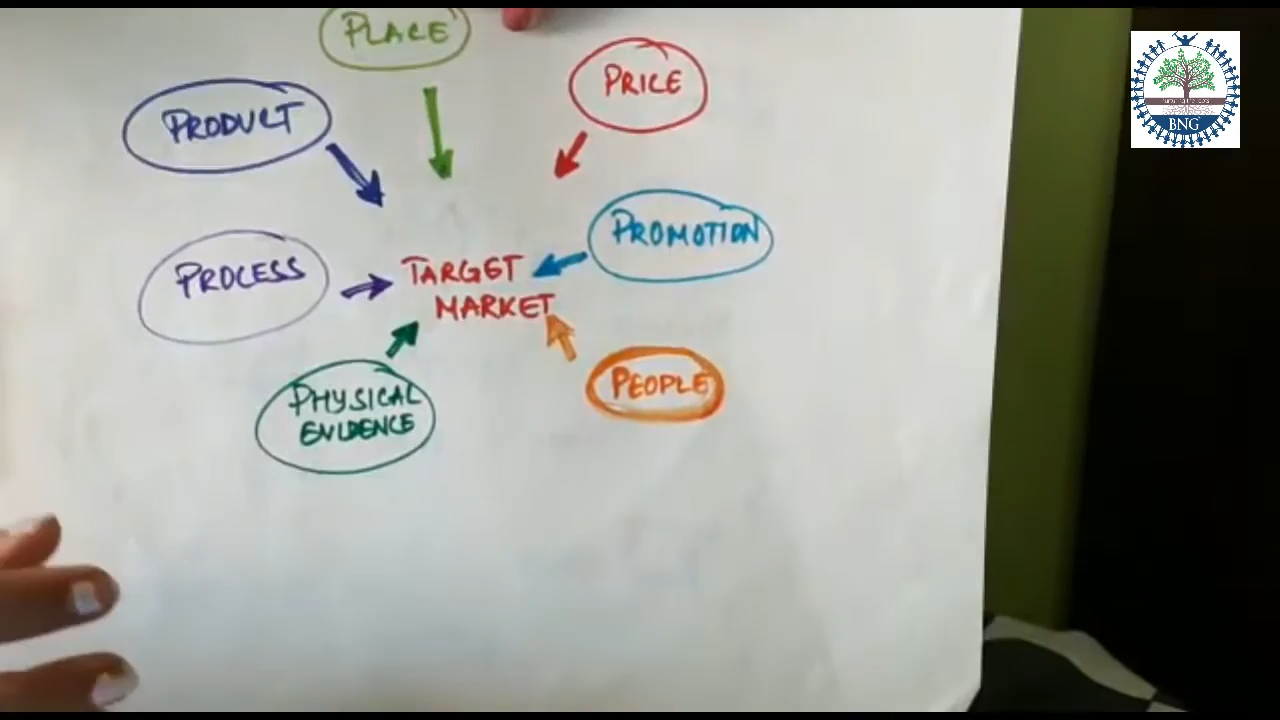 PLACE
PRICE
PRODUCT
PROMOTION
PROCESS
TARGET
MARKET
PEOPLE
PHYSICAL
EVIDENCE
BNG